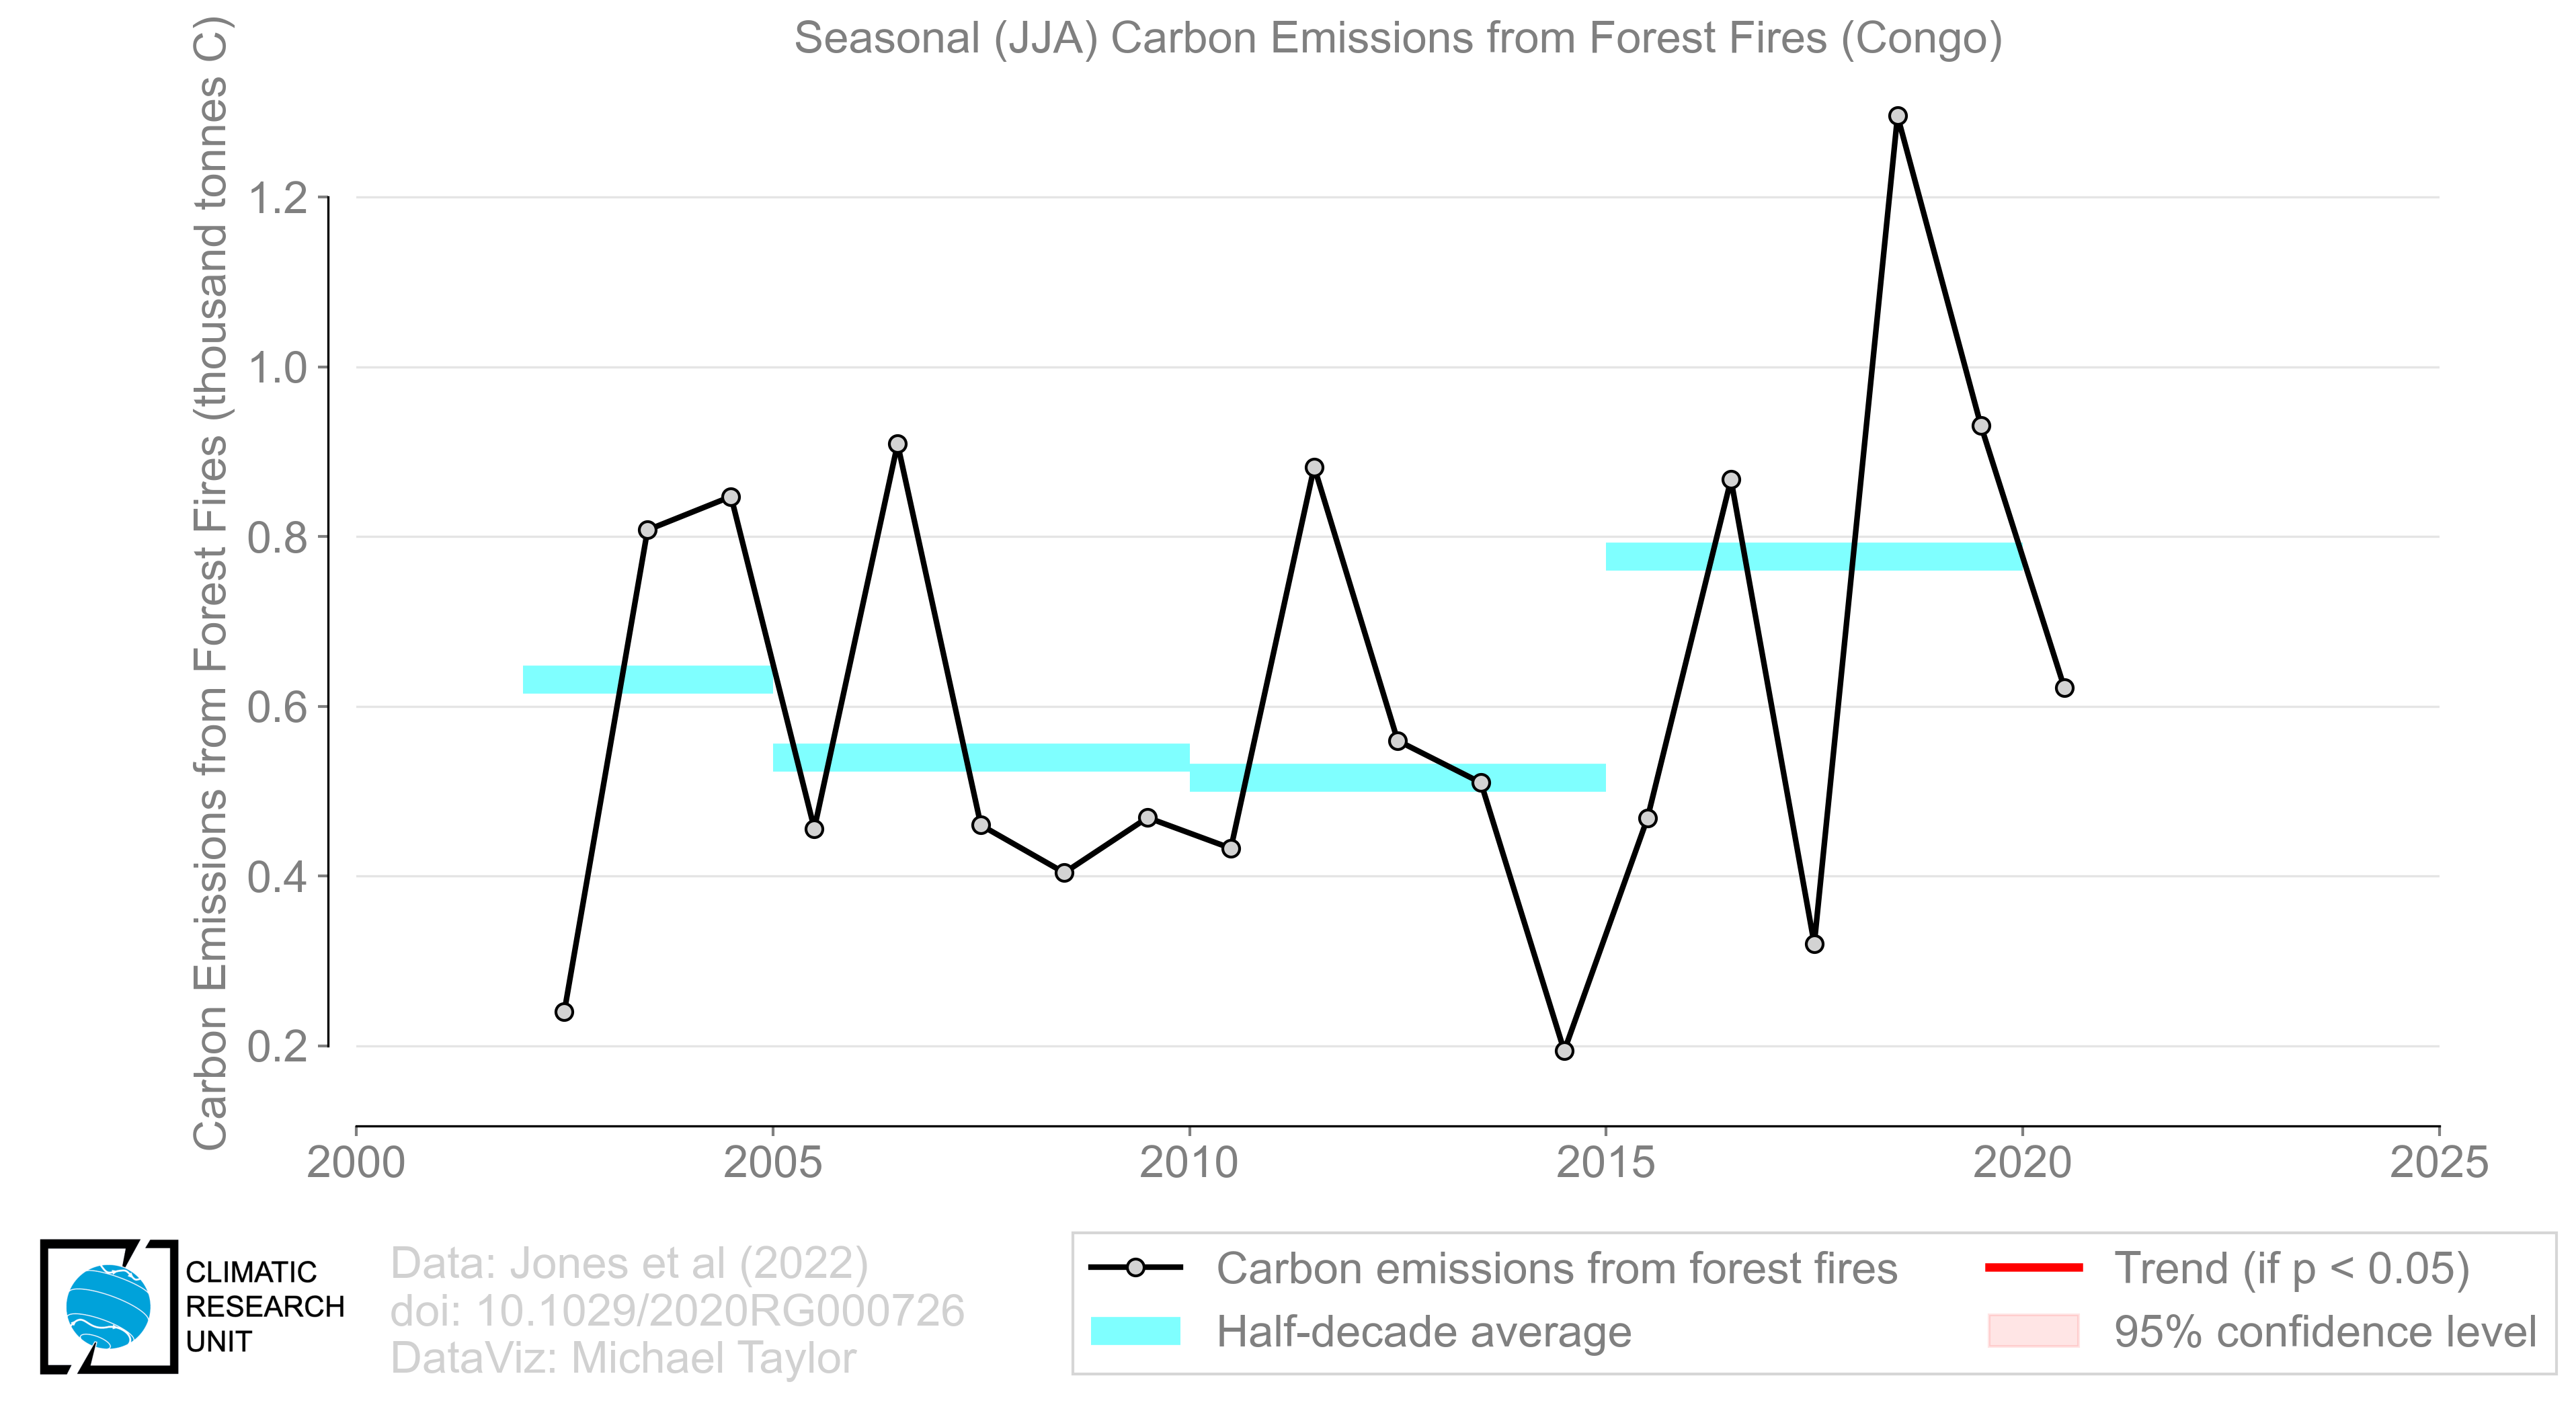 Seasonal (JJA) Carbon Emissions from Forest Fires (Congo)
Carbon Emissions from Forest Fires (thousand tonnes C)
1.2
1.0
0.8
0.6
0.4
0.2
2000 2005 2010 2015 2020 2025
CLIMATIC
RESEARCH
UNIT
Data: Jones et al (2022)
doi: 10.1029/2020RG000726
DataViz: Michael Taylor
Carbon emissions from forest fires
Half-decade average
Trend (if p < 0.05)
95% confidence level